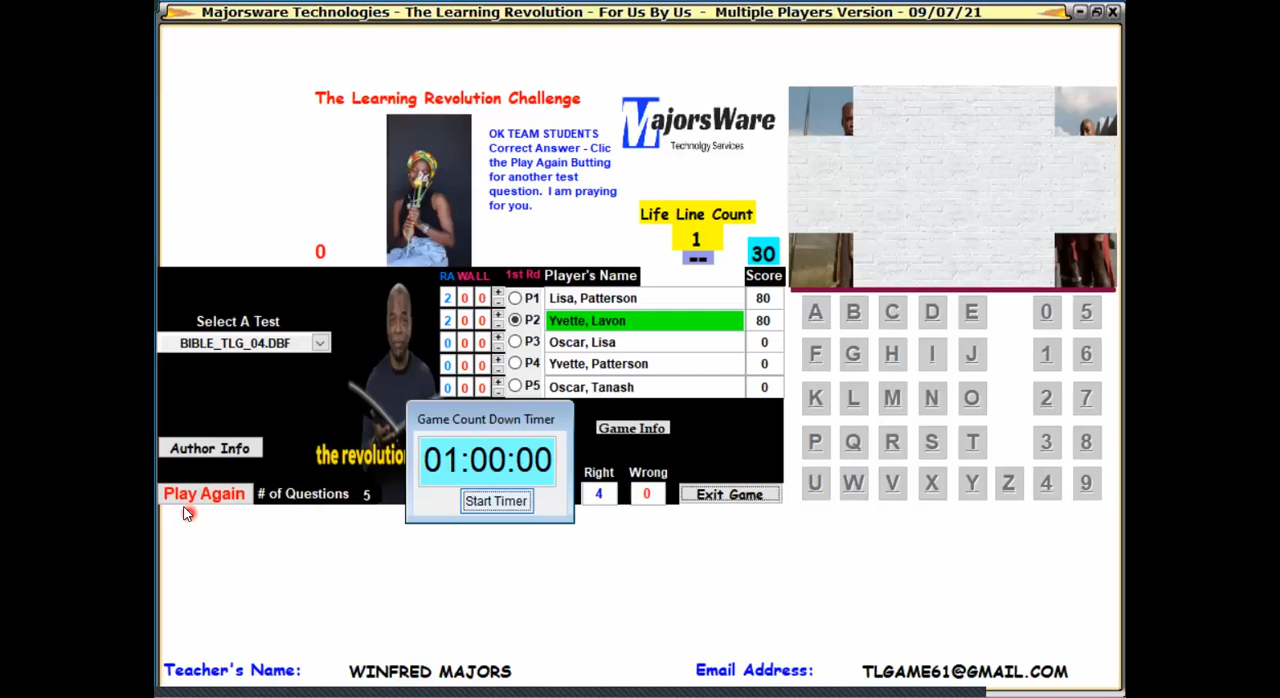 Majorsware Technologies - The Learning Revolution - For Us By Us - Multiple Players Version - 09/07/21
The Learning Revolution Challenge
OK TEAM STUDENTS
Correct Answer - Clic
the Play Again Butting
for another test
question. I am praying
for you.
MajorsWare
Technolgy Services
Life Line Count
1
--
30
0
RA WA LL 1st Rd Player's Name Score
2 0 0 + - P1 Lisa, Patterson 80
2 0 0 + - P2 Yvette, Lavon 80
0 0 0 + - P3 Oscar, Lisa 0
0 0 0 + - P4 Yvette, Patterson 0
0 0 0 + - P5 Oscar, Tanash 0
Select A Test
BIBLE_TLG_04.DBF
Author Info
the revolutio
Play Again # of Questions 5
Game Count Down Timer
01:00:00
Start Timer
Game Info
Right Wrong
4 0 Exit Game
A B C D E 0 5
F G H I J 1 6
K L M N O 2 7
P Q R S T 3 8
U V W X Y Z 4 9
Teacher's Name: WINFRED MAJORS Email Address: TLGAME61@GMAIL.COM